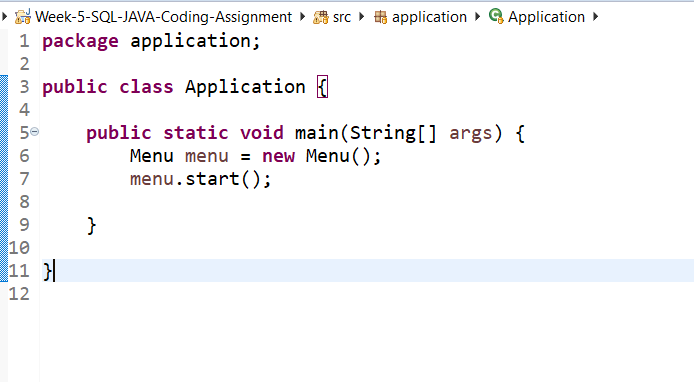 Week-5-SQL-JAVA-Coding-Assignment src application Application
1 package application;
2
3 public class Application {
4
5 public static void main(String[] args) {
6 Menu menu = new Menu();
7 menu.start();
8
9 }
10
11 }
12